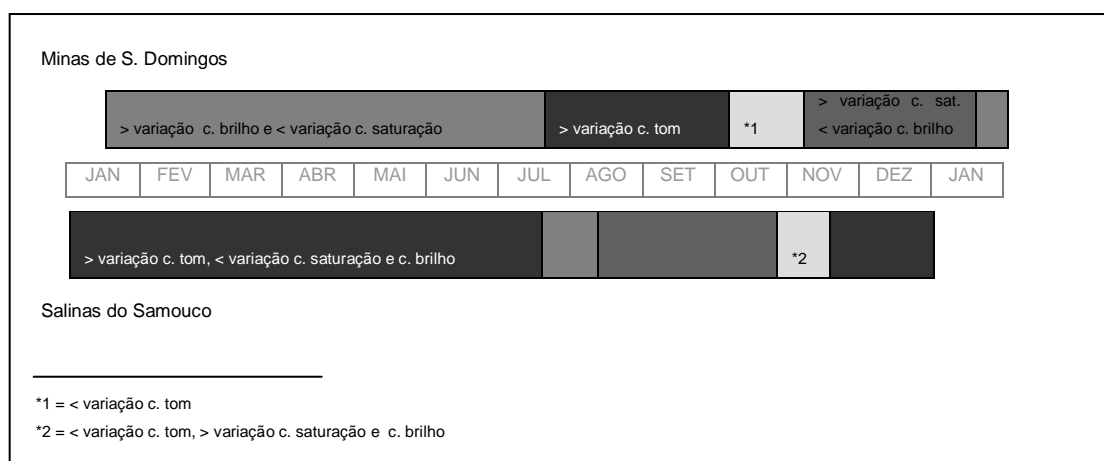 Minas de S. Domingos
> variação c. sat.
> variação c. brilho e < variação c. saturação > variação c. tom *1 < variação c. brilho
JAN FEV MAR ABR MAI JUN JUL AGO SET OUT NOV DEZ JAN
> variação c. tom, < variação c. saturação e c. brilho *2
Salinas do Samouco
*1 = < variação c. tom
*2 = < variação c. tom, > variação c. saturação e c. brilho